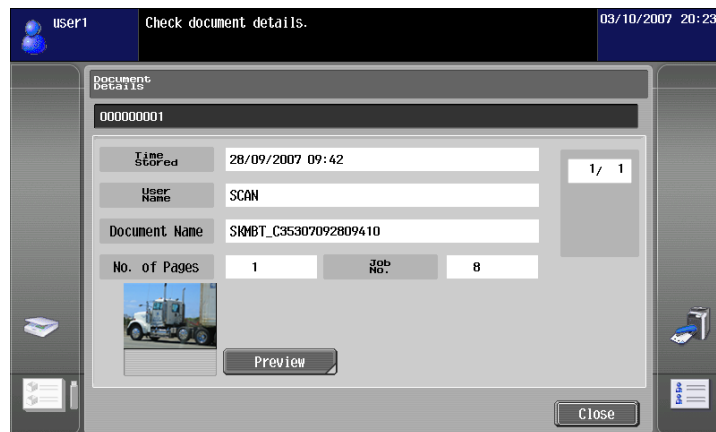 user1
Check document details.
03/10/2007 20:23
Document
Details
000000001
Time
Stored
28/09/2007 09:42
1/ 1
User
Name
SCAN
Document Name
SKMBT_C35307092809410
No. of Pages
1
Job
No.
8
Preview
Close